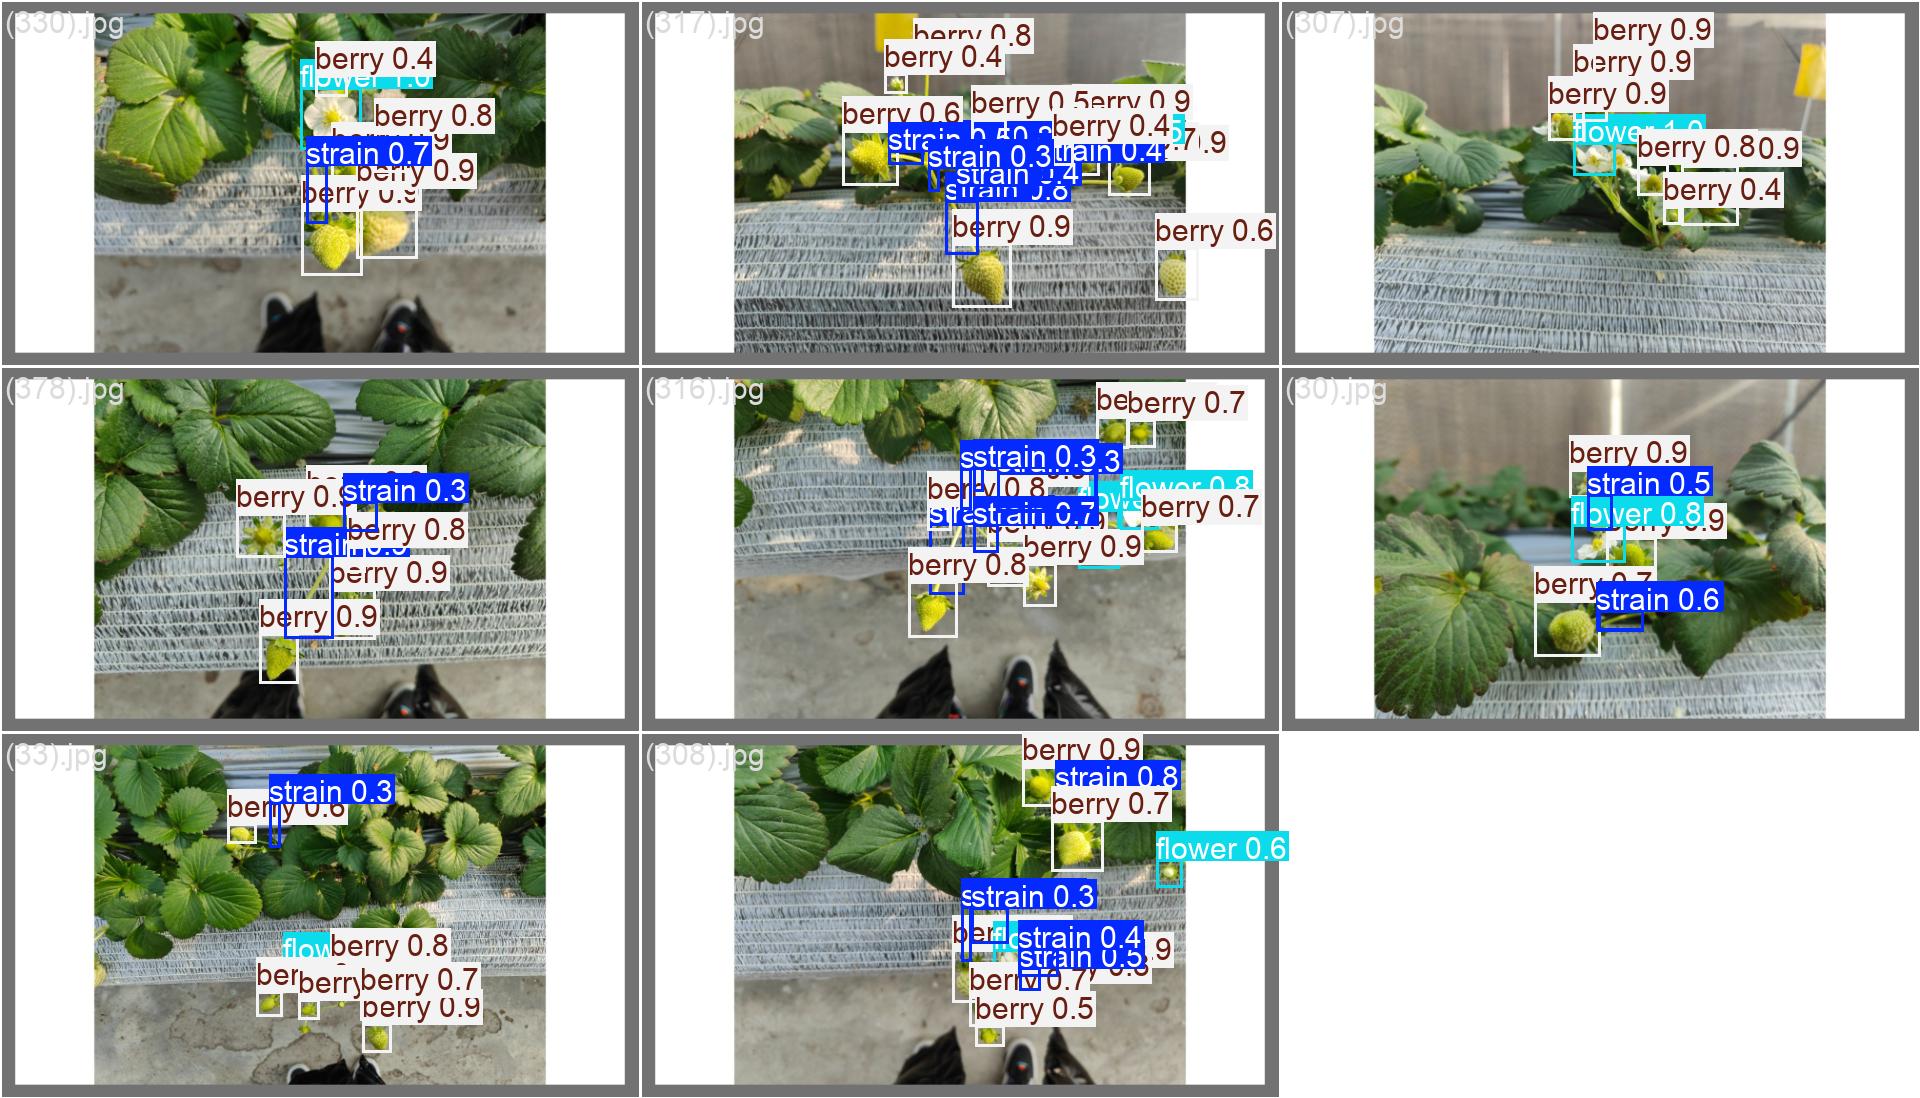 (330).jpg
berry 0.4
flower 1.0
berry 0.8
strain 0.7
berry 0.9
berry 0.9
(317).jpg
berry 0.8
berry 0.4
berry 0.6
berry 0.5
berry 0.9
berry 0.4
strain 0.3
strain 0.4
strain 0.4
strain 0.8
berry 0.9
berry 0.6
(307).jpg
berry 0.9
berry 0.9
berry 0.9
flower 1.0
berry 0.8
0.9
berry 0.4
(378).jpg
berry 0.9
strain 0.3
berry 0.8
berry 0.9
berry 0.9
(316).jpg
berry 0.7
strain 0.3
berry 0.8
flower 0.8
strain 0.7
berry 0.7
berry 0.9
berry 0.8
(30).jpg
berry 0.9
strain 0.5
flower 0.8
berry 0.9
berry 0.7
strain 0.6
(33).jpg
strain 0.3
berry 0.6
berry 0.8
berry
berry 0.7
berry 0.9
(308).jpg
berry 0.9
strain 0.8
berry 0.7
flower 0.6
strain 0.3
strain 0.4
strain 0.5
berry 0.7
berry 0.5